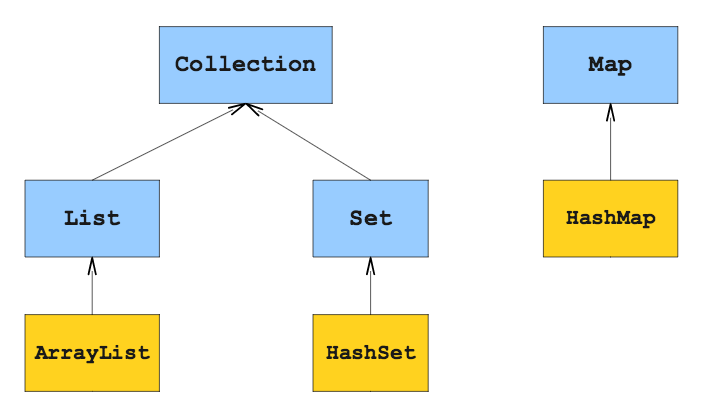 Collection
Map
List
Set
HashMap
ArrayList
HashSet